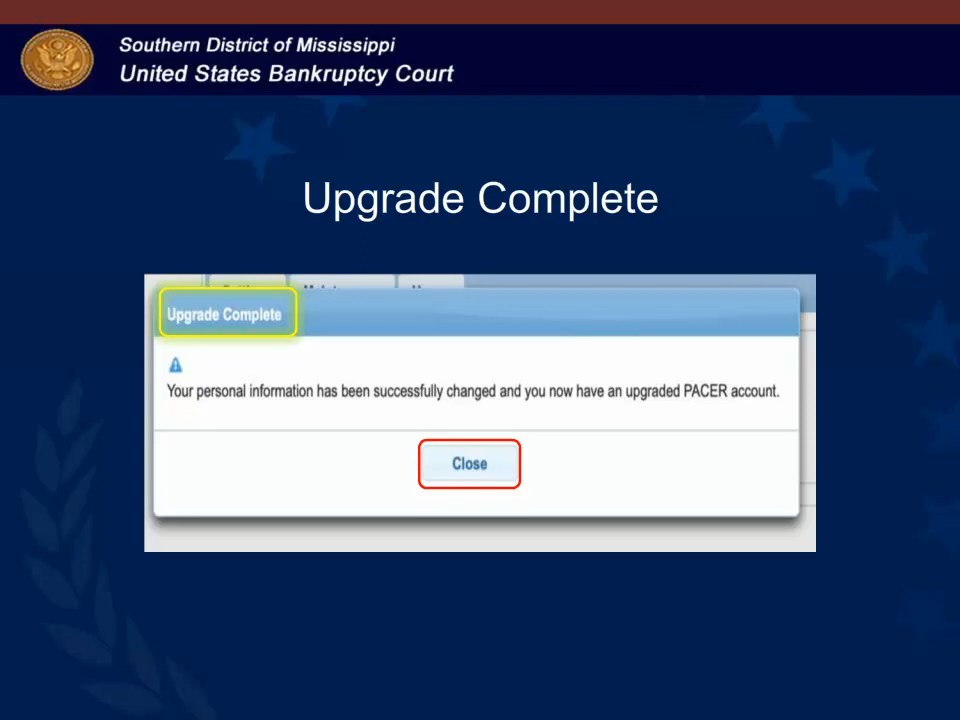 Southern District of Mississippi
United States Bankruptcy Court
Upgrade Complete
Upgrade Complete
Your personal information has been successfully changed and you now have an upgraded PACER account.
Close